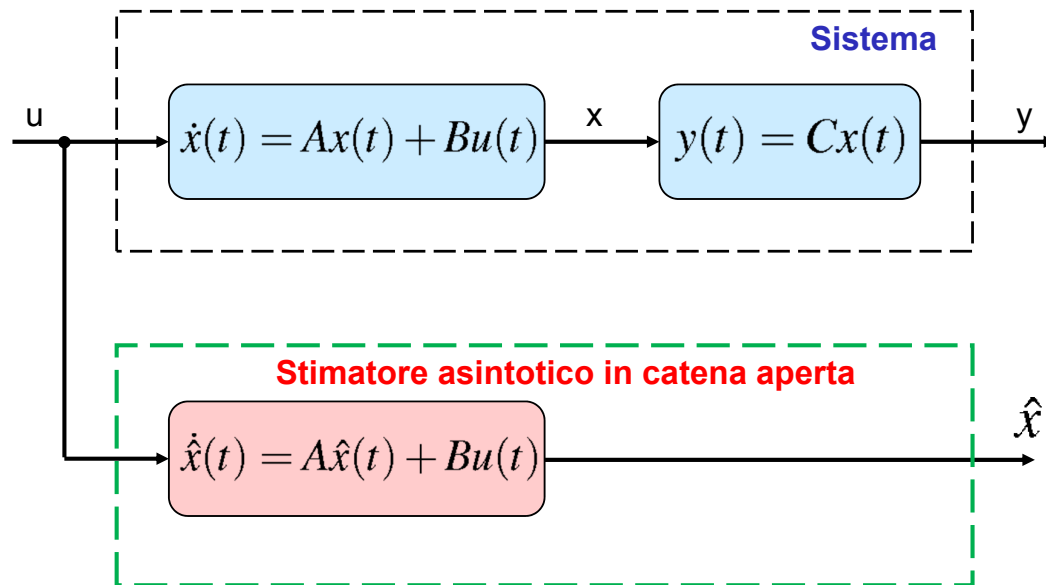 Sistema
u
ẋ(t) = Ax(t) + Bu(t)
x
y(t) = Cx(t)
y
Stimatore asintotico in catena aperta
x̂̇(t) = Ax̂(t) + Bu(t)
x̂